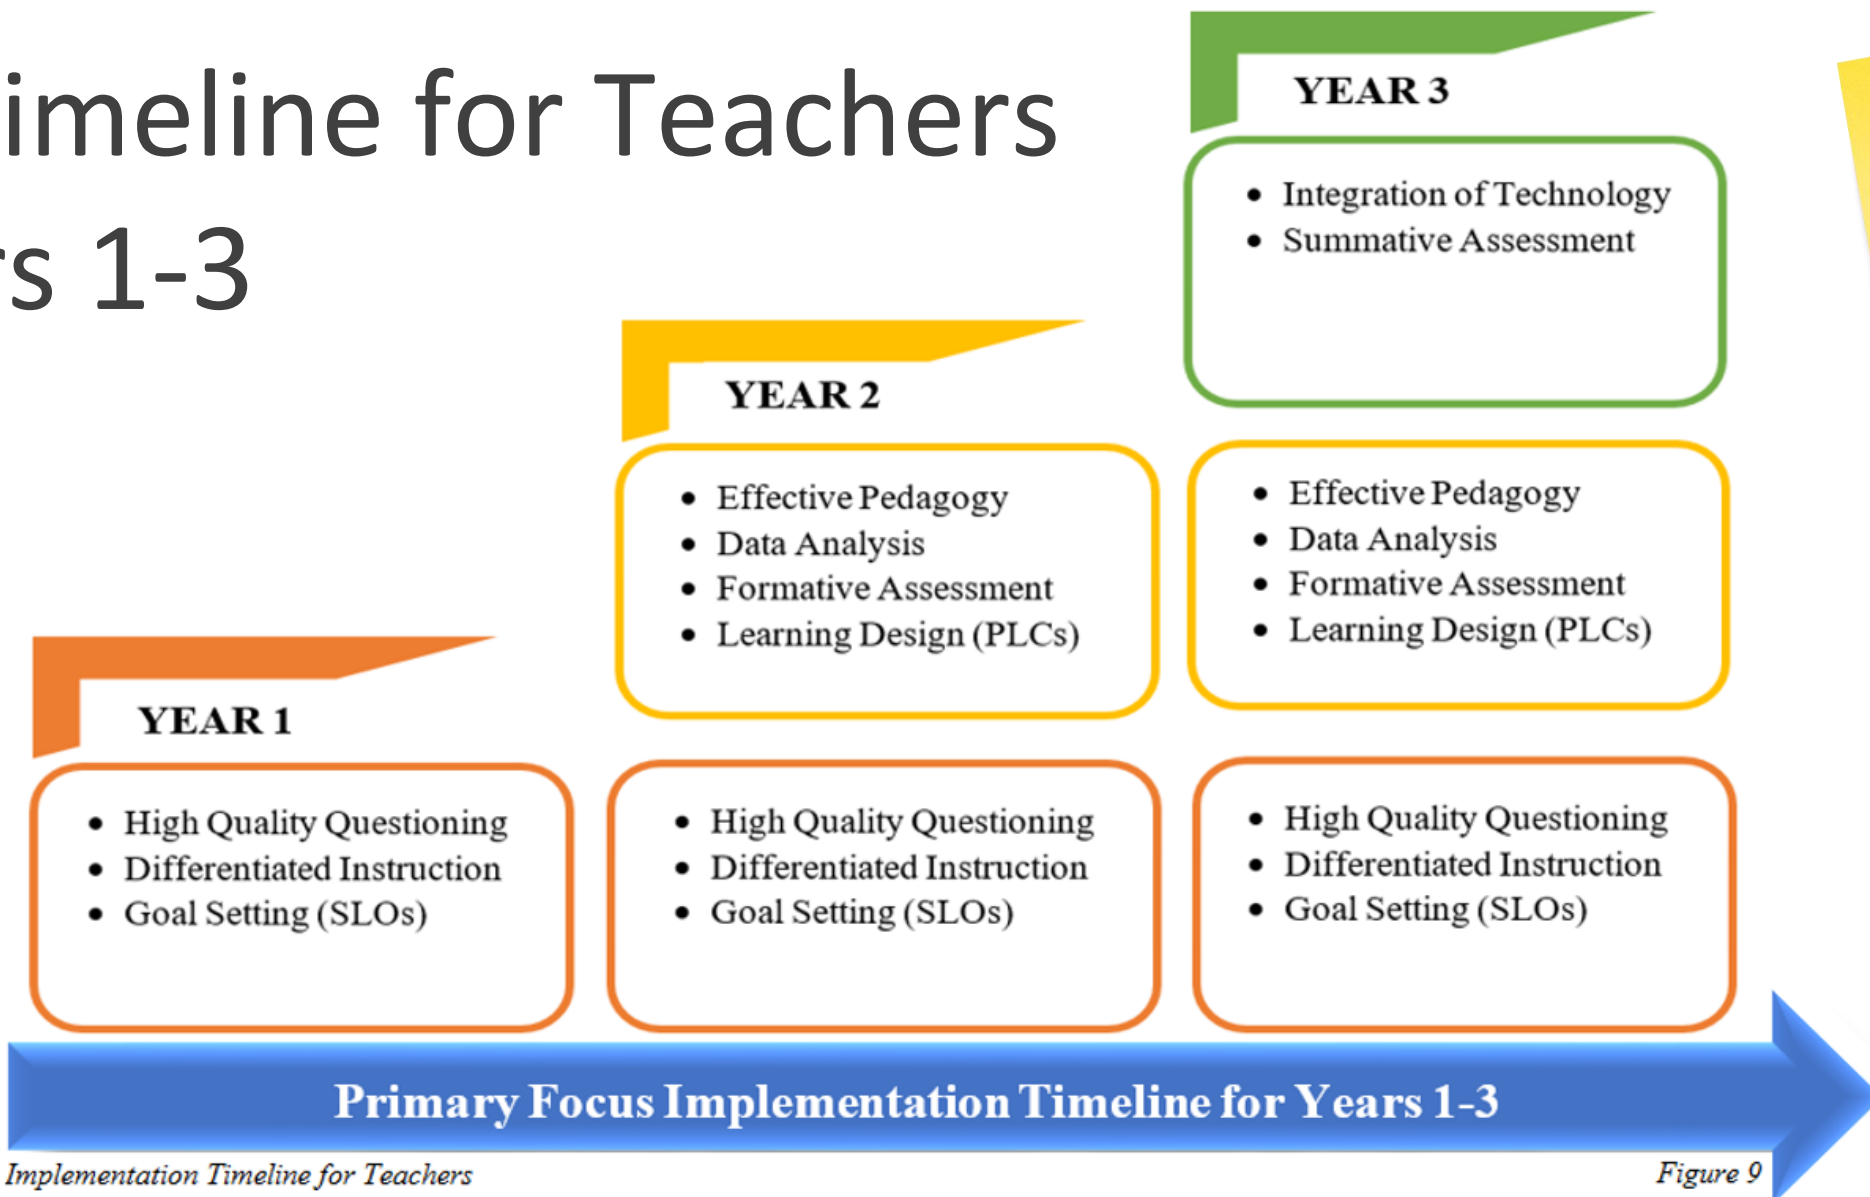 imeline for Teachers
rs 1-3
YEAR 3
• Integration of Technology
• Summative Assessment
YEAR 2
• Effective Pedagogy
• Data Analysis
• Formative Assessment
• Learning Design (PLCs)
• Effective Pedagogy
• Data Analysis
• Formative Assessment
• Learning Design (PLCs)
YEAR 1
• High Quality Questioning
• Differentiated Instruction
• Goal Setting (SLOs)
• High Quality Questioning
• Differentiated Instruction
• Goal Setting (SLOs)
• High Quality Questioning
• Differentiated Instruction
• Goal Setting (SLOs)
Primary Focus Implementation Timeline for Years 1-3
Implementation Timeline for Teachers
Figure 9